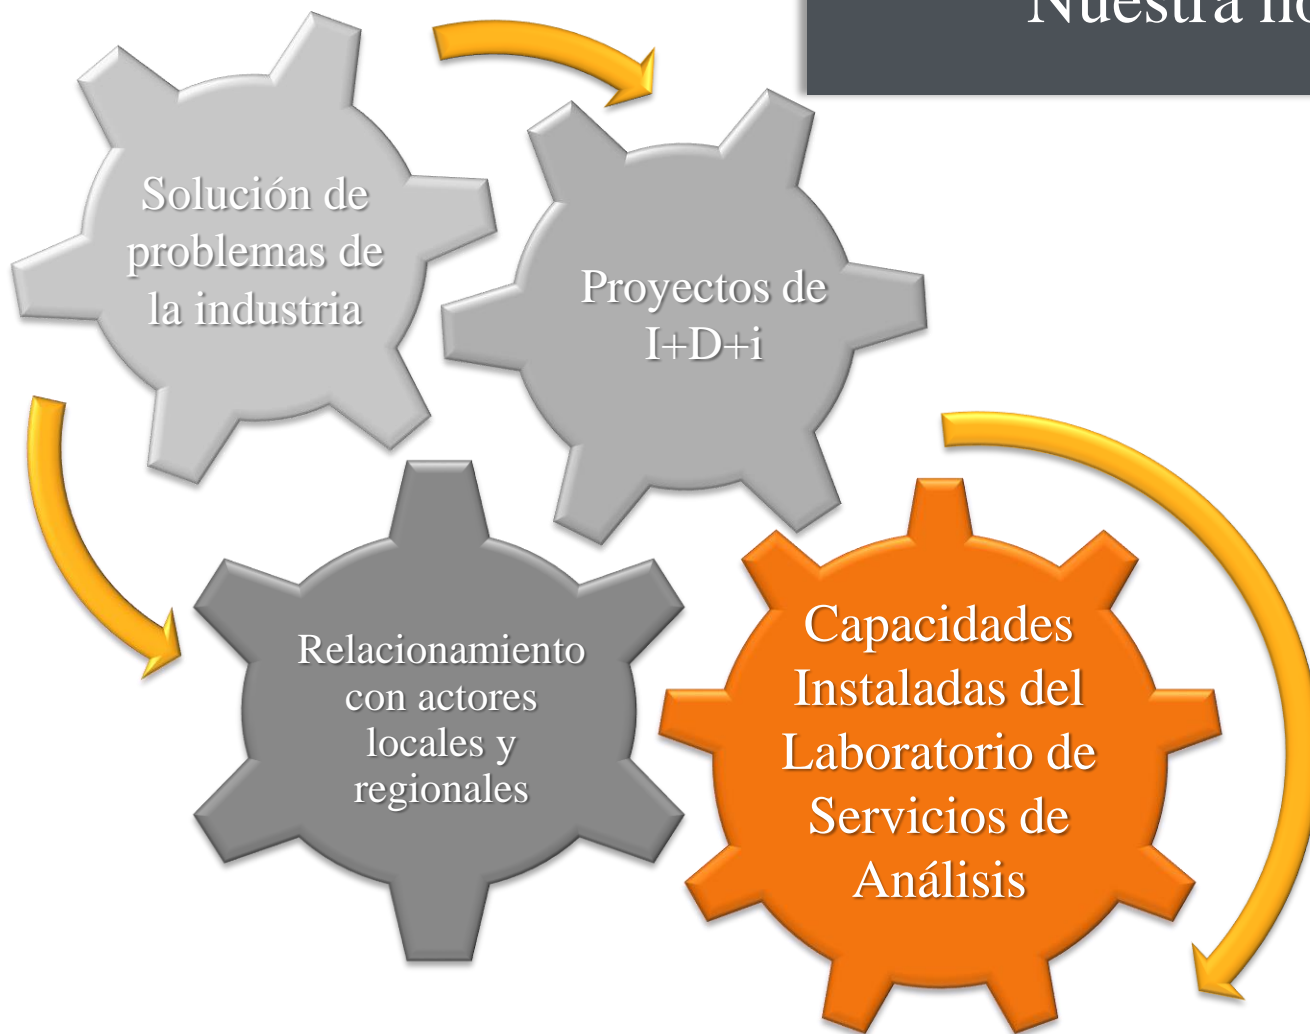 Nuestra
Solución de
problemas de
la industria
Proyectos de
I+D+i
Relacionamiento
con actores
locales y
regionales
Capacidades
Instaladas del
Laboratorio de
Servicios de
Análisis